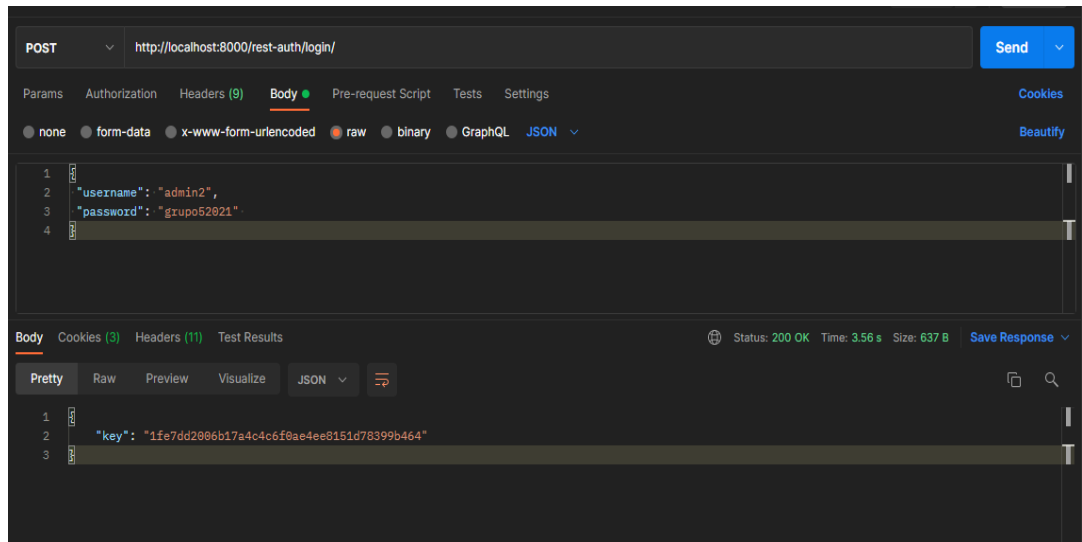 POST http://localhost:8000/rest-auth/login/ Send
Params Authorization Headers (9) Body Pre-request Script Tests Settings Cookies
none form-data x-www-form-urlencoded raw binary GraphQL JSON Beautify
1 {
2 "username": "admin2",
3 "password": "grupo52021"
4 }
Body Cookies (3) Headers (11) Test Results Status: 200 OK Time: 3.56 s Size: 637 B Save Response
Pretty Raw Preview Visualize JSON
1 {
2 "key": "1fe7dd2006b17a4c4c6f0ae4ee8151d78399b464"
3 }